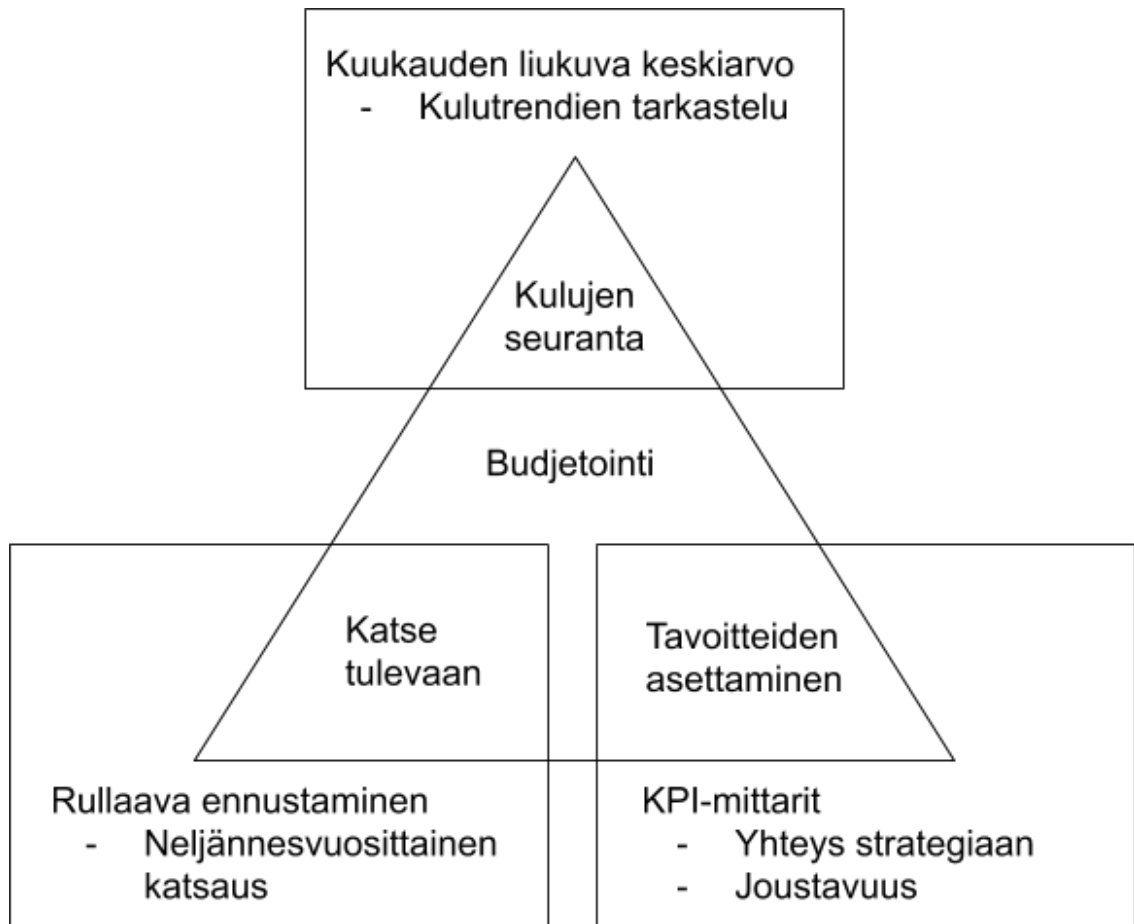 Kuukauden liukuva keskiarvo
- Kulutrendien tarkastelu
Kulujen
seuranta
Budjetointi
Katse
tulevaan
Tavoitteiden
asettaminen
Rullaava ennustaminen
- Neljännesvuosittainen
katsaus
KPI-mittarit
- Yhteys strategiaan
- Joustavuus